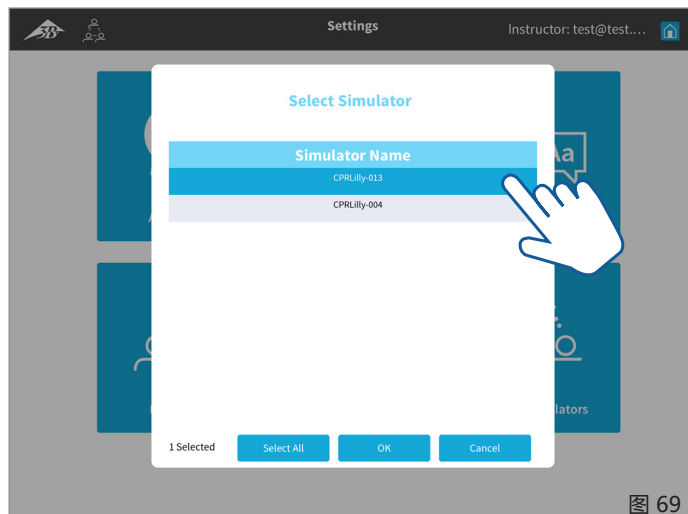 3B
Settings
Instructor: test@test....
Select Simulator
Simulator Name
CPRLilly-013
CPRLilly-004
Aa
lators
1 Selected
Select All
OK
Cancel
图 69